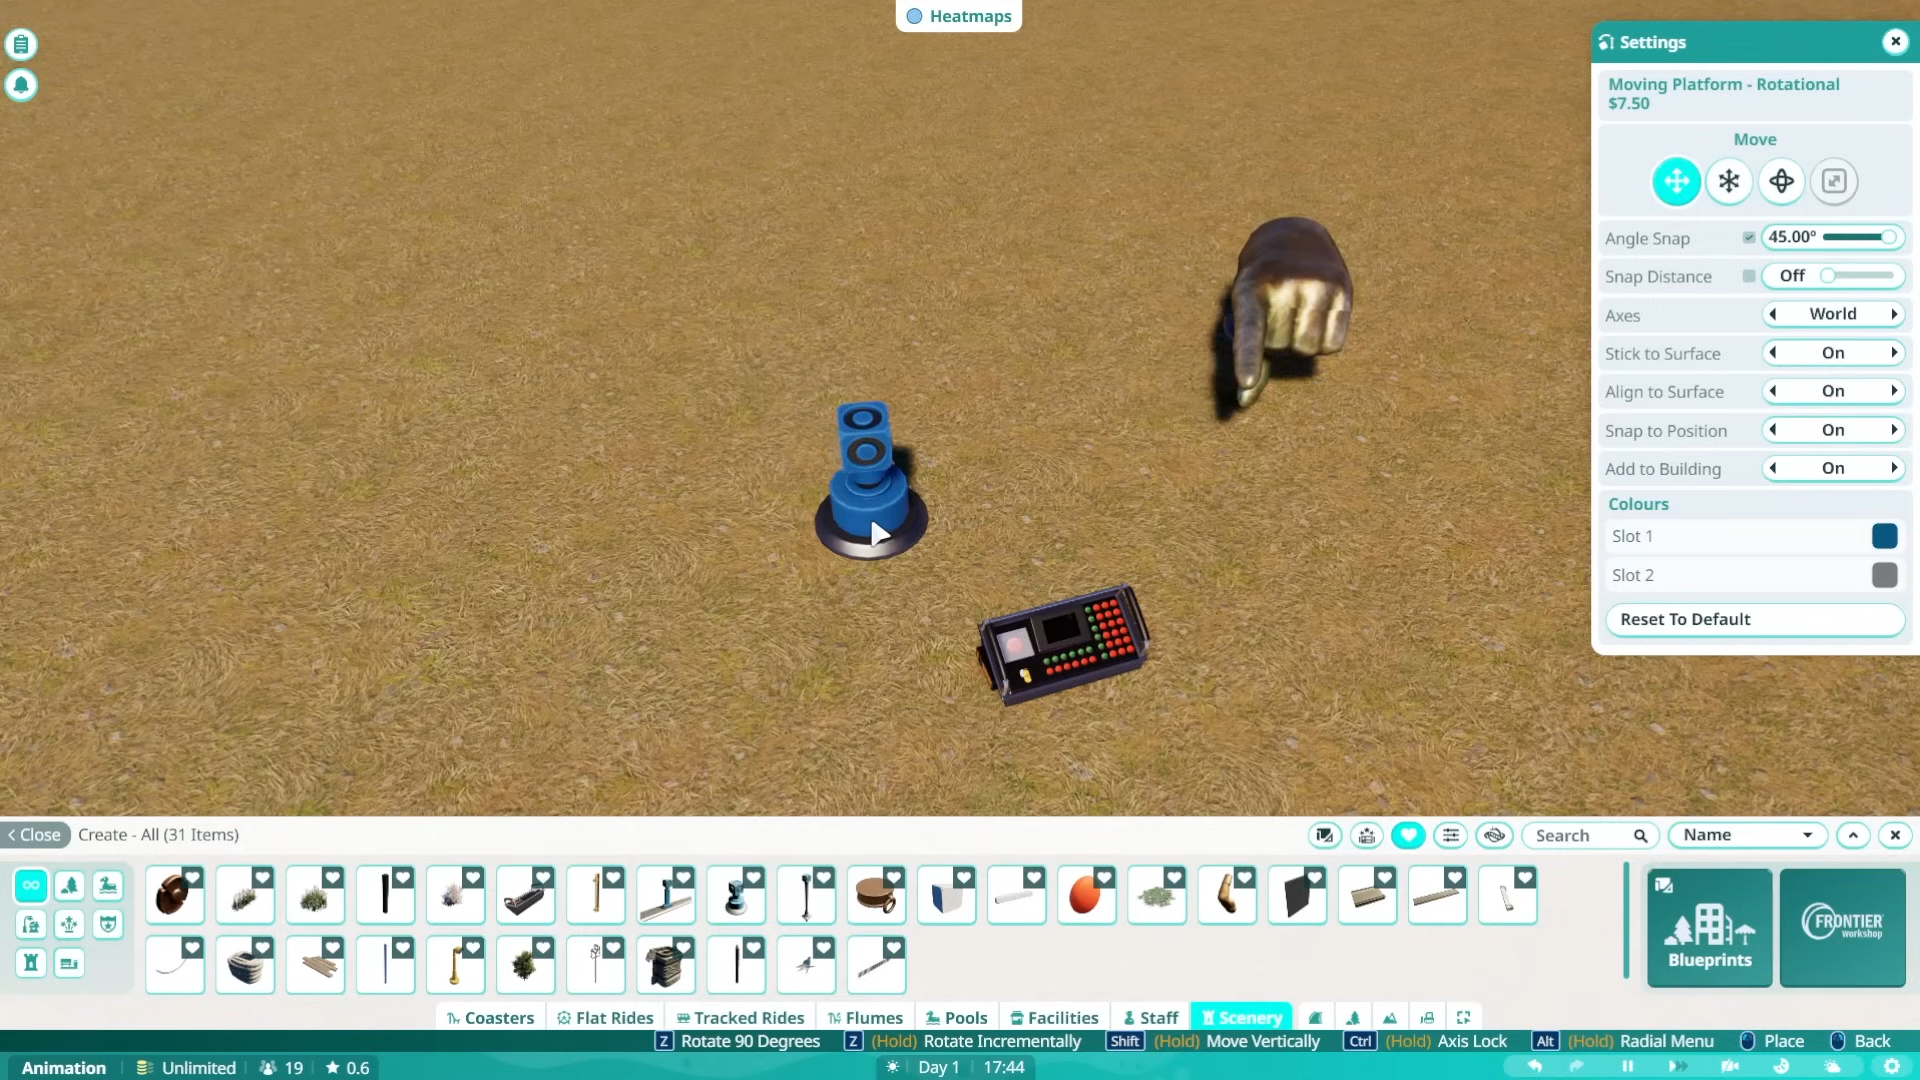 Heatmaps
Settings
Moving Platform - Rotational
$7.50
Move
Angle Snap 45.00°
Snap Distance Off
Axes World
Stick to Surface On
Align to Surface On
Snap to Position On
Add to Building On
Colours
Slot 1
Slot 2
Reset To Default
Close Create - All (31 Items) Search Name
Blueprints
FRONTIER
workshop
Coasters Flat Rides Tracked Rides Flumes Pools Facilities Staff Scenery
Z Rotate 90 Degrees Z (Hold) Rotate Incrementally Shift (Hold) Move Vertically Ctrl (Hold) Axis Lock Alt (Hold) Radial Menu Place Back
Animation Unlimited 19 0.6 Day 1 17:44